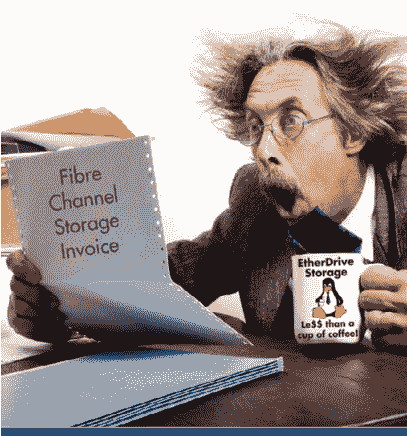 Fibre
Channel
Storage
Invoice
EtherDrive
Storage
Le$$ than a
cup of coffee!